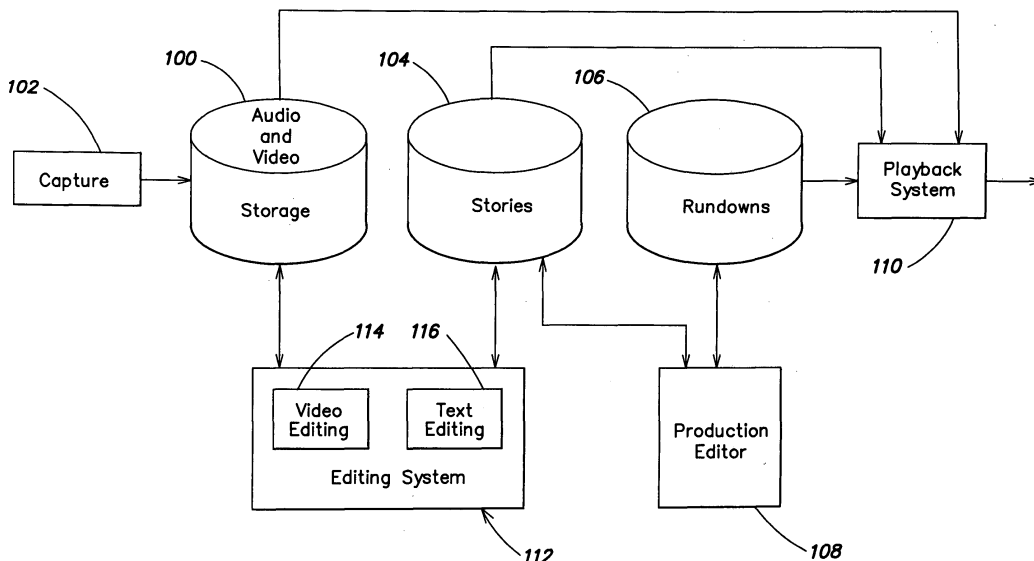 100
104
106
102
Audio
and
Video
Capture
Storage
Stories
Rundowns
Playback
System
110
114
116
Video
Editing
Text
Editing
Editing System
Production
Editor
112
108